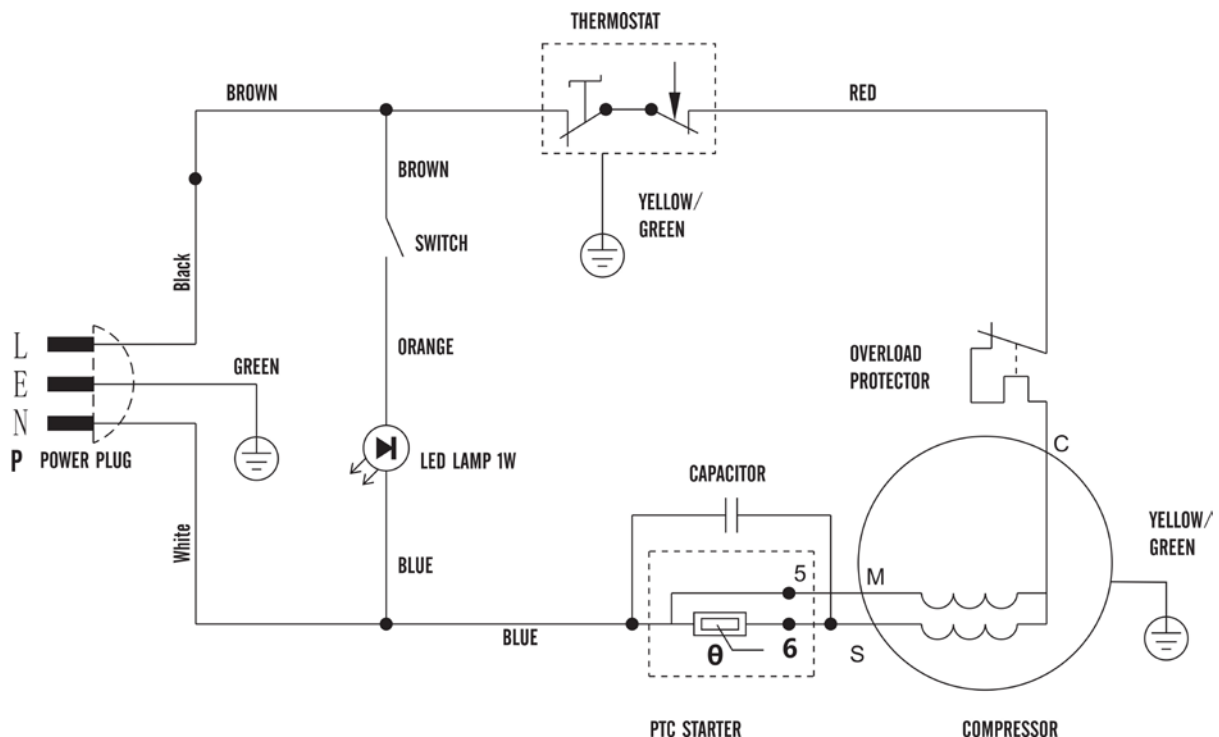 THERMOSTAT
BROWN
RED
BROWN
YELLOW/
GREEN
SWITCH
Black
L
E
N
P POWER PLUG
GREEN
ORANGE
OVERLOAD
PROTECTOR
LED LAMP 1W
C
CAPACITOR
YELLOW/
GREEN
White
BLUE
5
M
BLUE
θ
6
S
PTC STARTER
COMPRESSOR